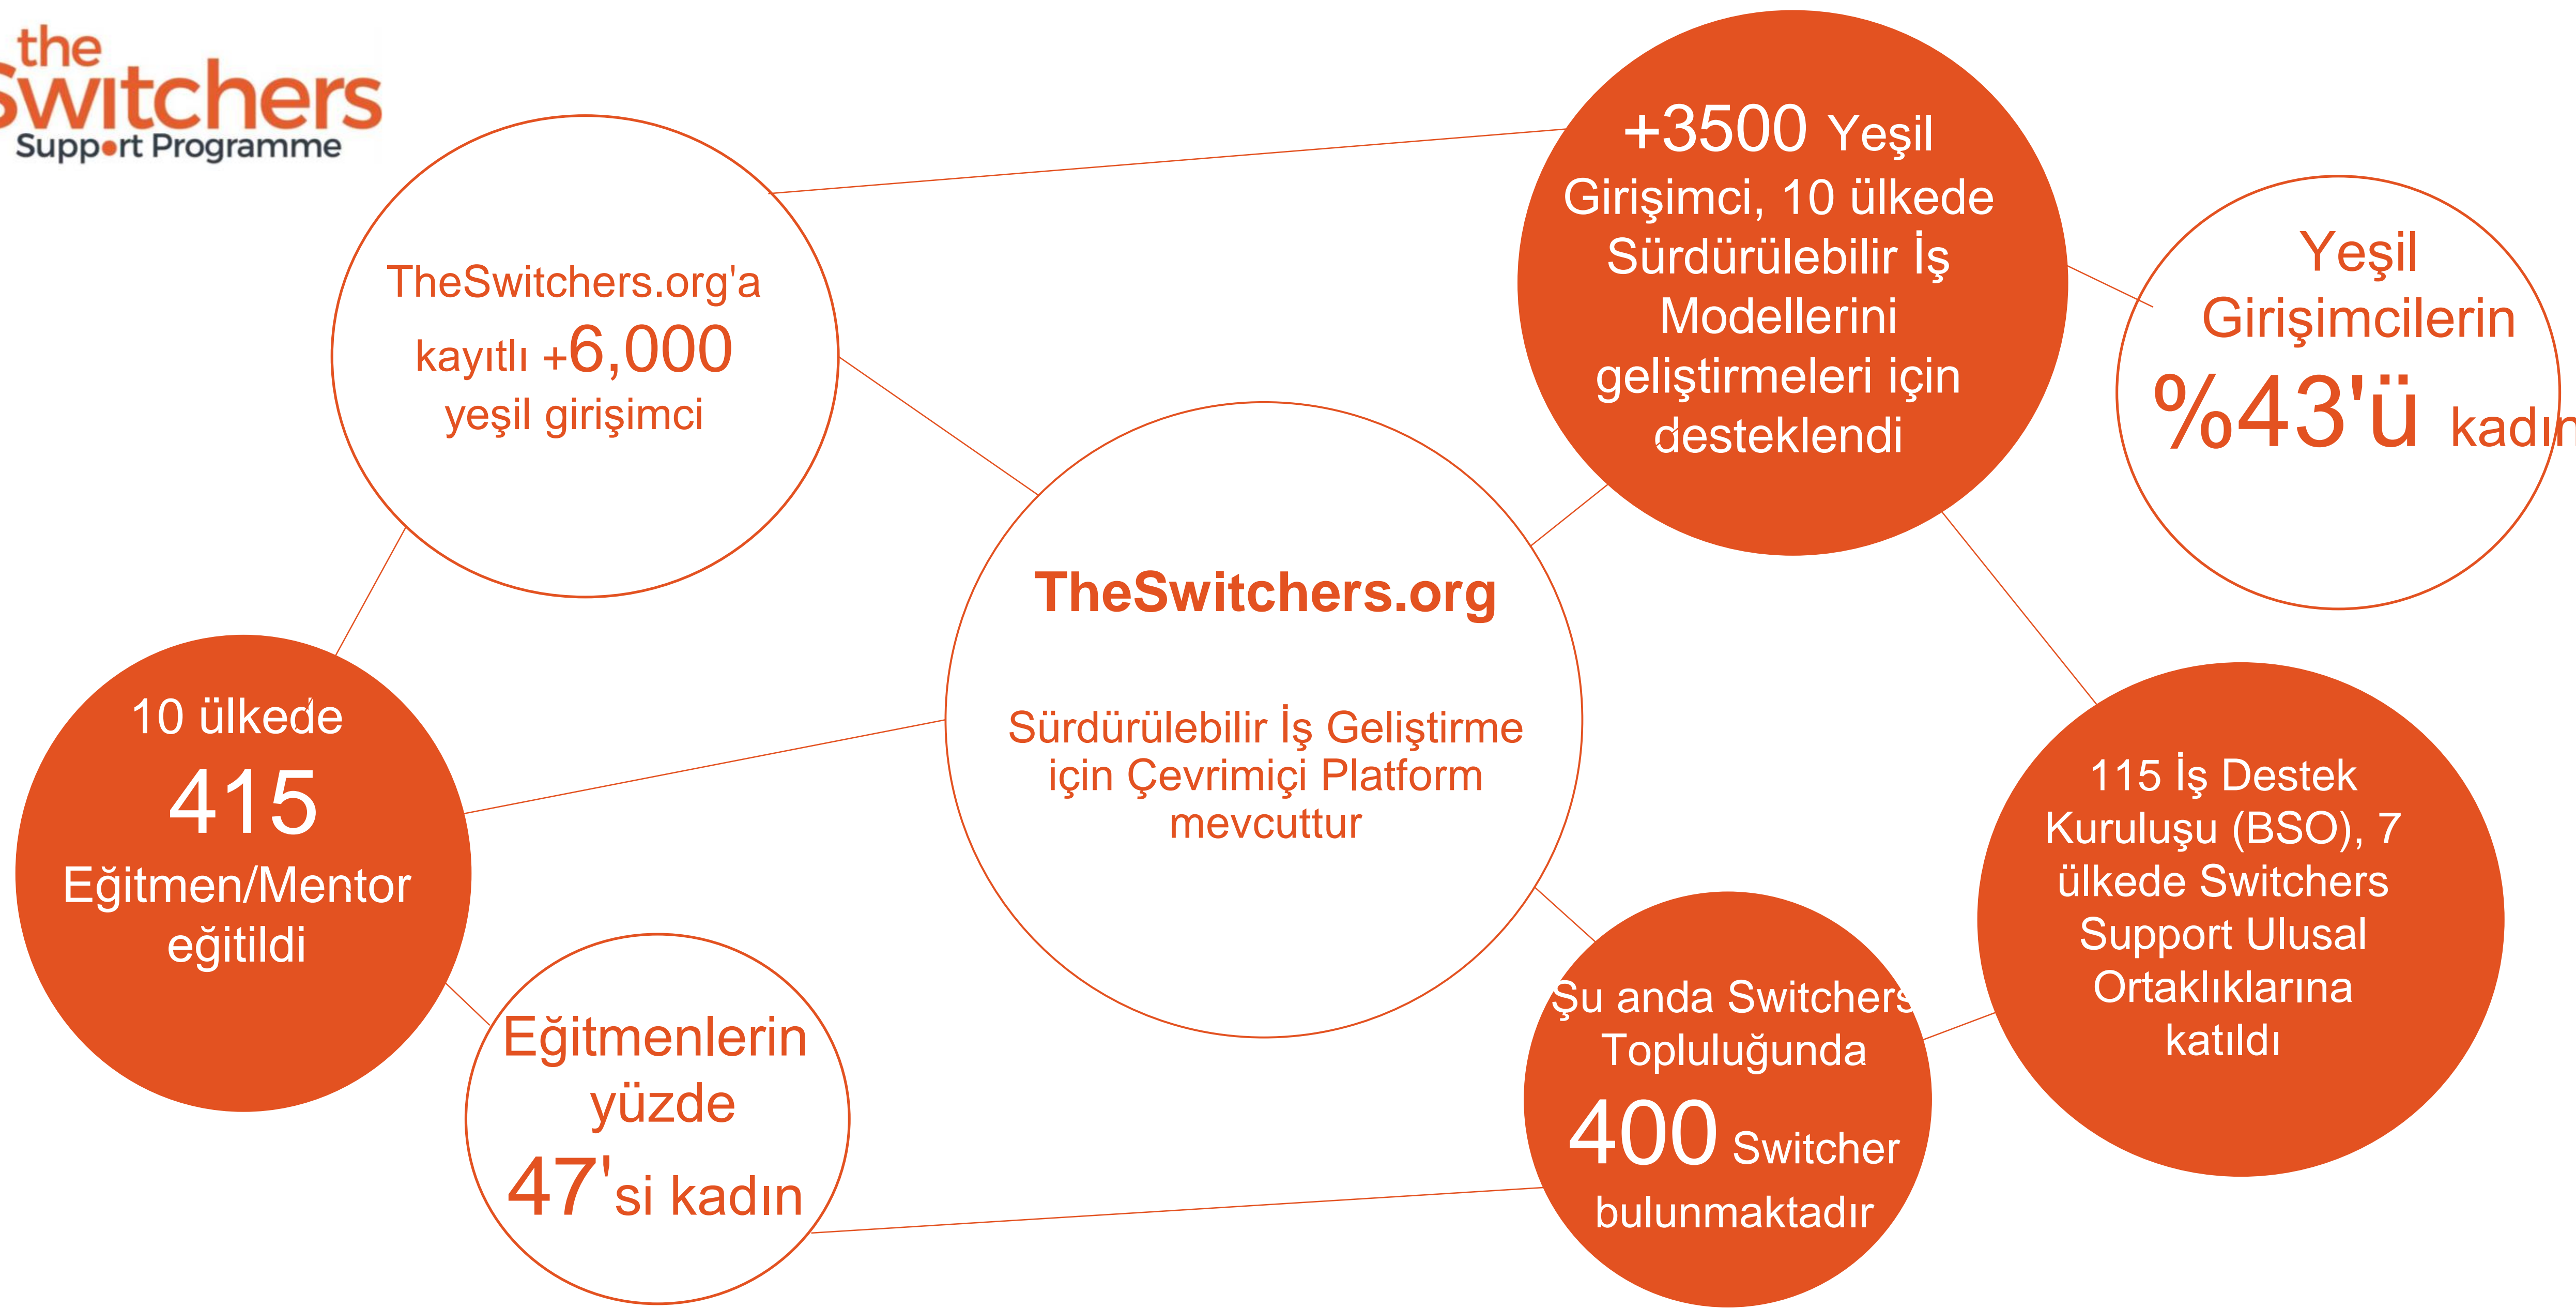 the
Switchers
Support Programme
TheSwitchers.org'a
kayıtlı +6,000
yeşil girişimci
+3500 Yeşil
Girişimci, 10 ülkede
Sürdürülebilir İş
Modellerini
geliştirmeleri için
desteklendi
Yeşil
Girişimcilerin
%43'ü kadın
TheSwitchers.org
Sürdürülebilir İş Geliştirme
için Çevrimiçi Platform
mevcuttur
10 ülkede
415
Eğitmen/Mentor
eğitildi
115 İş Destek
Kuruluşu (BSO), 7
ülkede Switchers
Support Ulusal
Ortaklıklarına
katıldı
Eğitmenlerin
yüzde
47'si kadın
Şu anda Switchers
Topluluğunda
400 Switcher
bulunmaktadır